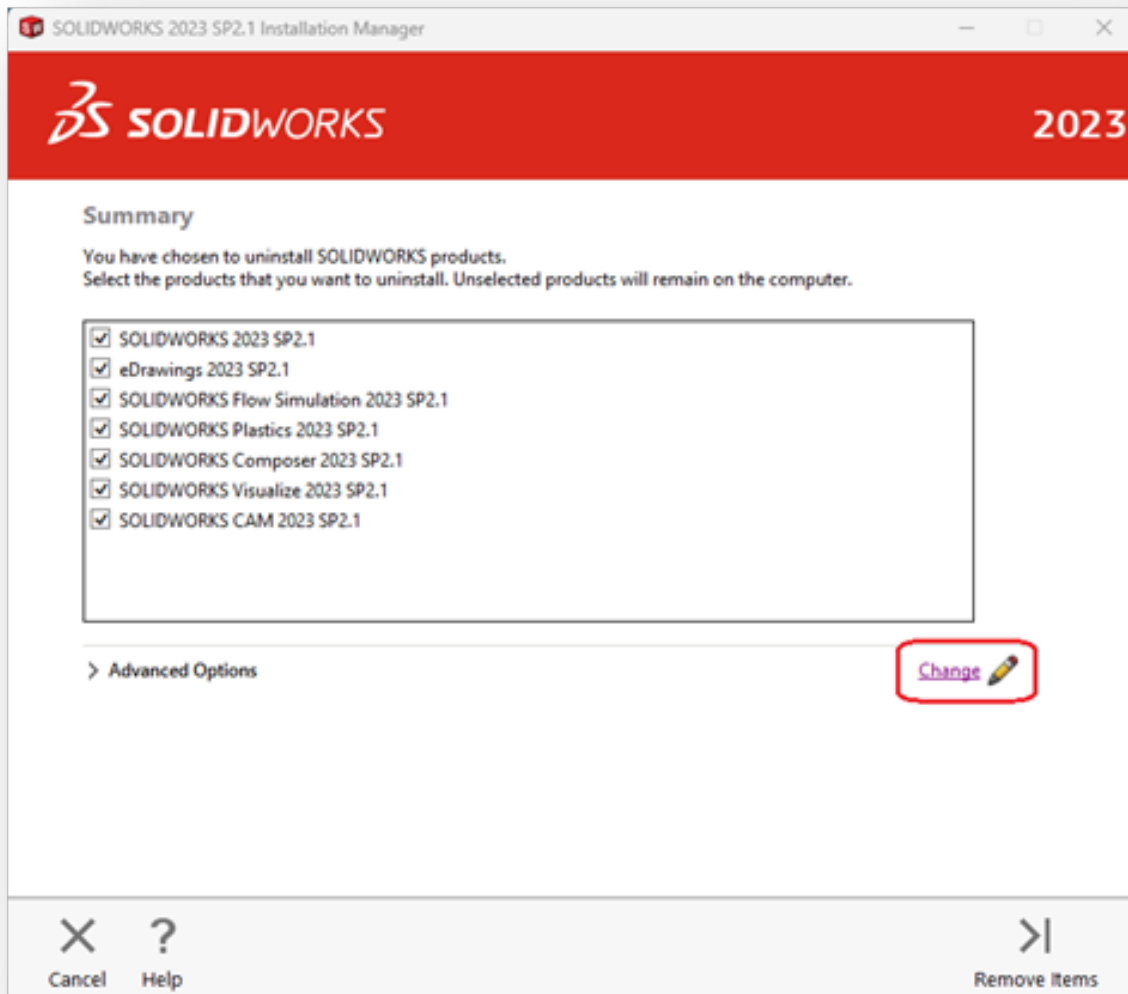 SOLIDWORKS 2023 SP2.1 Installation Manager
SOLIDWORKS
2023
Summary
You have chosen to uninstall SOLIDWORKS products.
Select the products that you want to uninstall. Unselected products will remain on the computer.
SOLIDWORKS 2023 SP2.1
eDrawings 2023 SP2.1
SOLIDWORKS Flow Simulation 2023 SP2.1
SOLIDWORKS Plastics 2023 SP2.1
SOLIDWORKS Composer 2023 SP2.1
SOLIDWORKS Visualize 2023 SP2.1
SOLIDWORKS CAM 2023 SP2.1
Advanced Options
Change
Cancel
Help
Remove Items